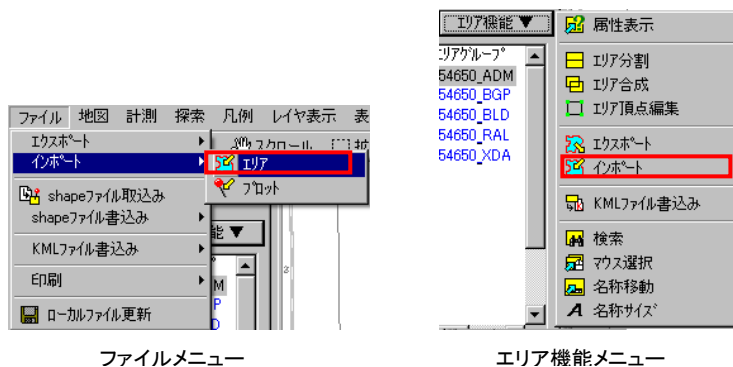 ファイル 地図 計測 探索 凡例 レイヤ表示 表
エクスポート
インポート
shapeファイル取込み
shapeファイル書込み
KMLファイル書込み
印刷
ローカルファイル更新
スクロール
エリア
プロット
能▼
M
P
D
2
ファイルメニュー
エリア機能▼
エリアグループ
54650_ADM
54650_BGP
54650_BLD
54650_RAL
54650_XDA
属性表示
エリア分割
エリア合成
エリア頂点編集
エクスポート
インポート
KMLファイル書込み
検索
マウス選択
名称移動
名称サイズ
エリア機能メニュー